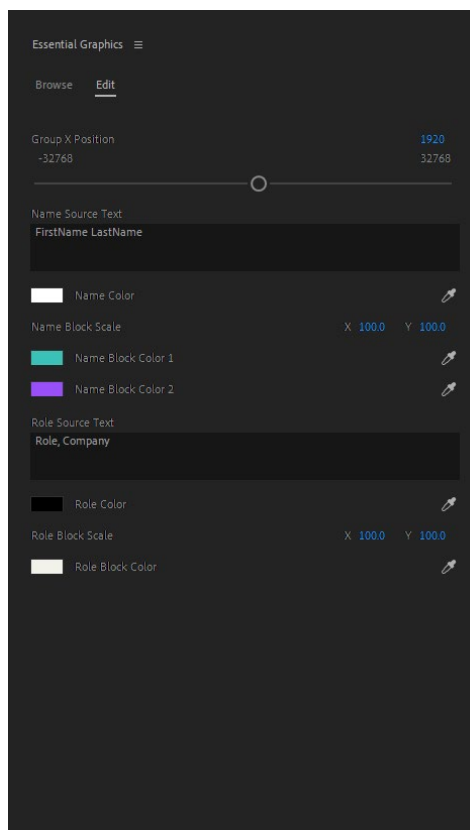 Essential Graphics
Browse Edit
Group X Position 1920
-32768 32768
Name Source Text
FirstName LastName
Name Color
Name Block Scale X 100.0 Y 100.0
Name Block Color 1
Name Block Color 2
Role Source Text
Role, Company
Role Color
Role Block Scale X 100.0 Y 100.0
Role Block Color